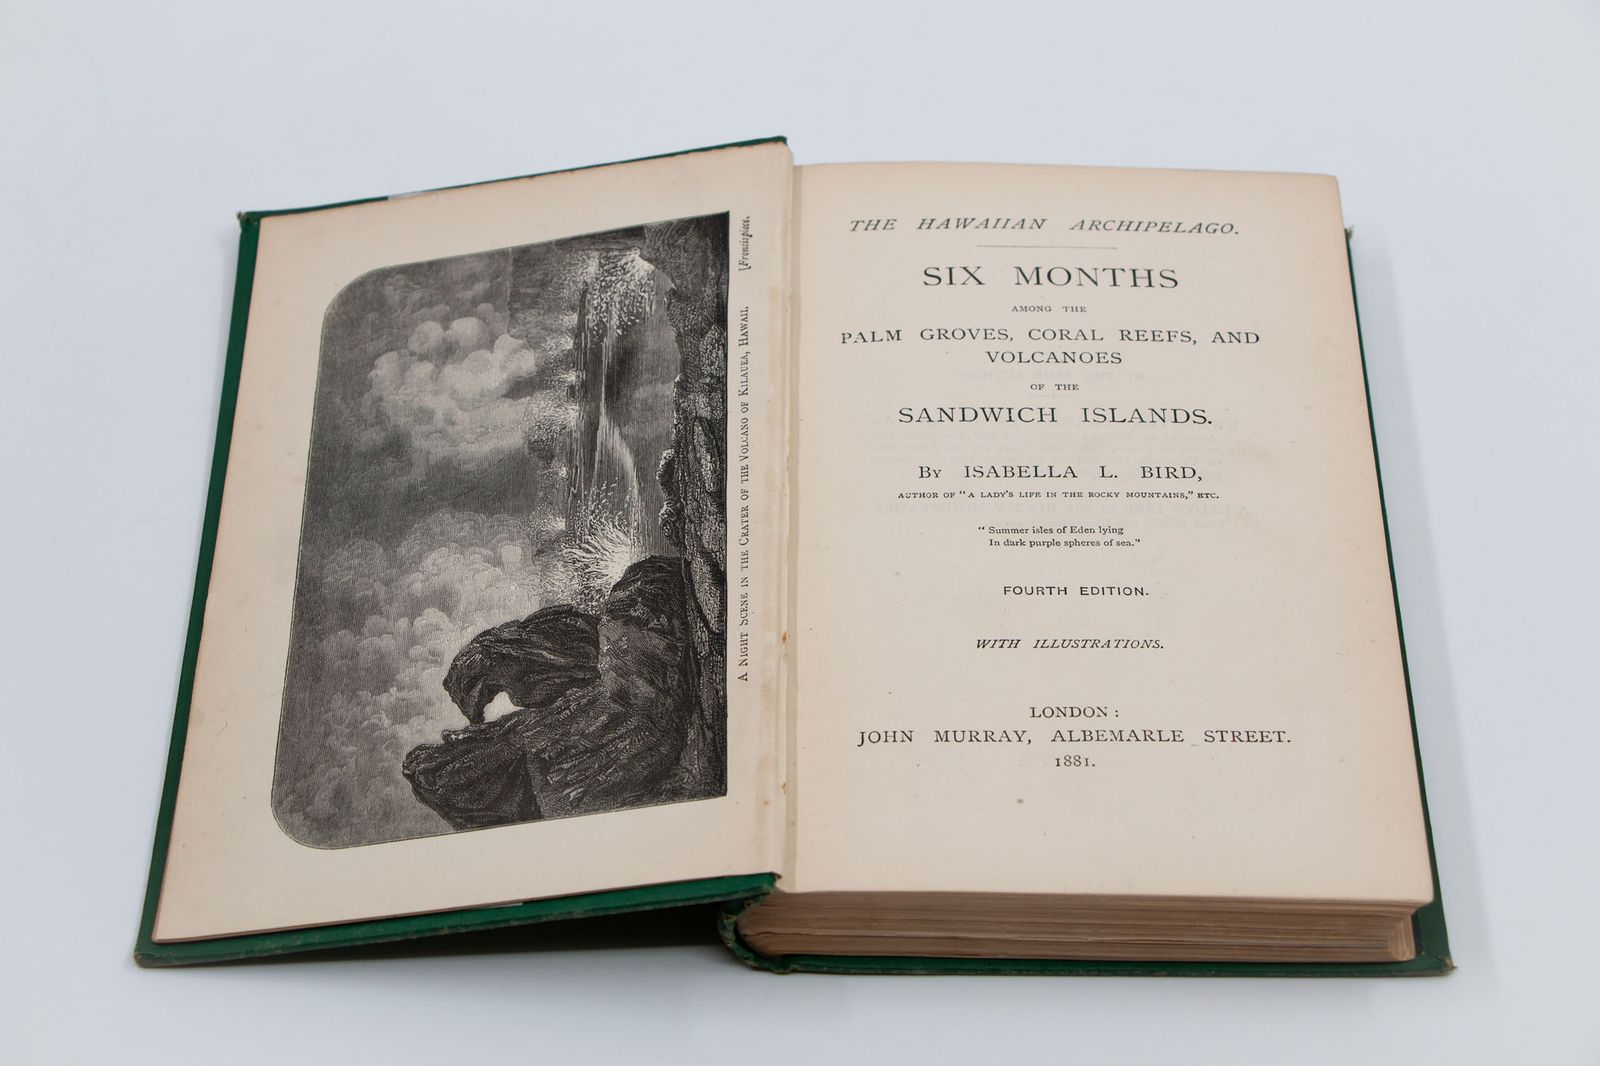 A NIGHT SCENE IN THE CRATER OF THE VOLCANO OF KILAUEA, HAWAII. [Frontispiece.
THE HAWAIIAN ARCHIPELAGO.
SIX MONTHS
AMONG THE
PALM GROVES, CORAL REEFS, AND
VOLCANOES
OF THE
SANDWICH ISLANDS.
BY ISABELLA L. BIRD,
AUTHOR OF "A LADY'S LIFE IN THE ROCKY MOUNTAINS," ETC.
"Summer isles of Eden lying
In dark purple spheres of sea."
FOURTH EDITION.
WITH ILLUSTRATIONS.
LONDON:
JOHN MURRAY, ALBEMARLE STREET.
1881.